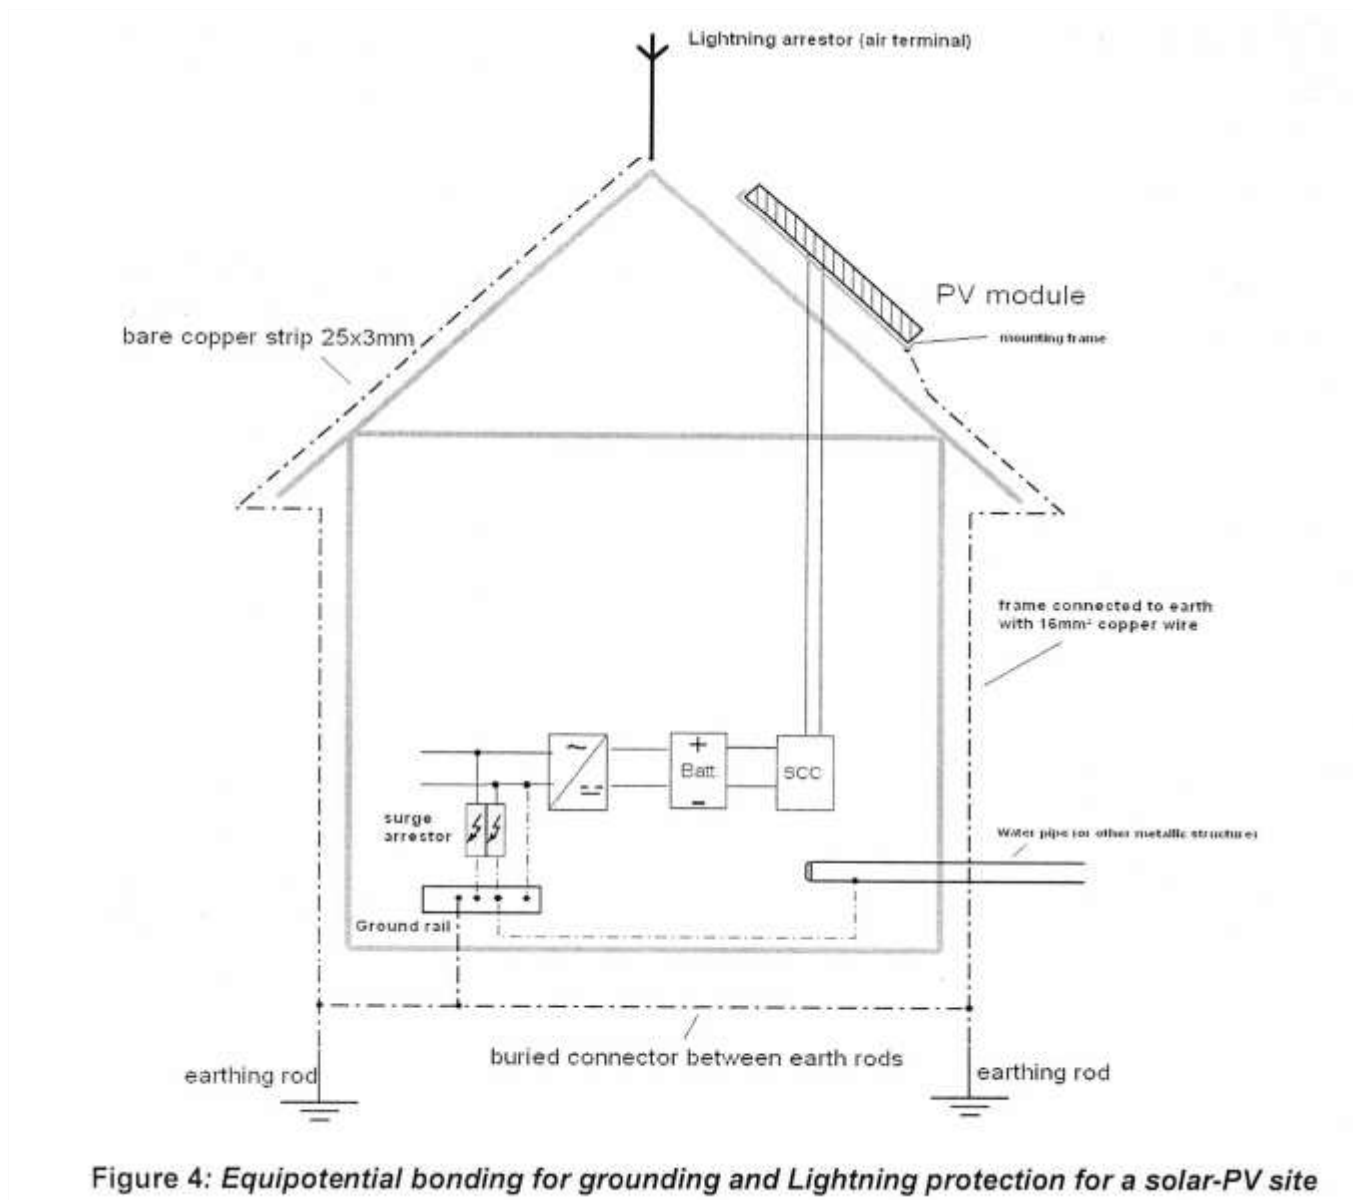 Lightning arrestor (air terminal)
PV module
mounting frame
bare copper strip 25x3mm
frame connected to earth
with 16mm² copper wire
+
Batt.
-
SCC
surge
arrestor
Water pipe (or other metallic structure)
Ground rail
buried connector between earth rods
earthing rod
earthing rod
Figure 4: Equipotential bonding for grounding and Lightning protection for a solar-PV site